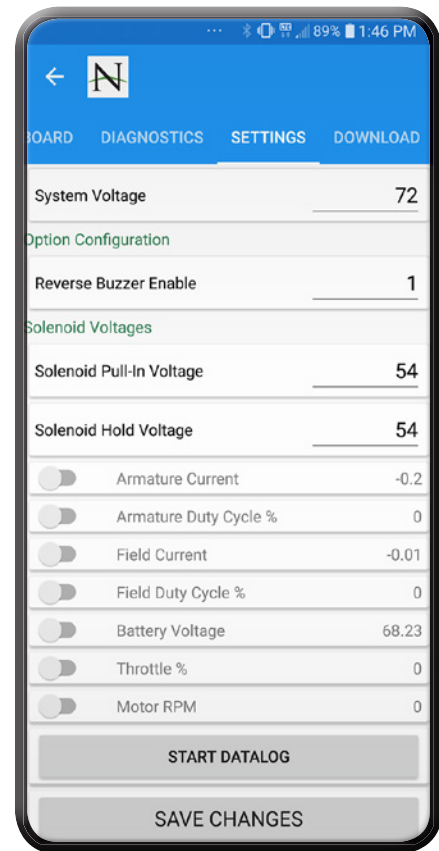 ... 89% 1:46 PM
N
BOARD DIAGNOSTICS SETTINGS DOWNLOAD
System Voltage 72
Option Configuration
Reverse Buzzer Enable 1
Solenoid Voltages
Solenoid Pull-In Voltage 54
Solenoid Hold Voltage 54
Armature Current -0.2
Armature Duty Cycle % 0
Field Current -0.01
Field Duty Cycle % 0
Battery Voltage 68.23
Throttle % 0
Motor RPM 0
START DATALOG
SAVE CHANGES